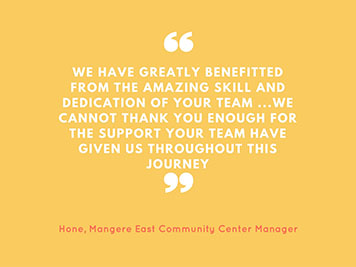 ❝
WE HAVE GREATLY BENEFITTED
FROM THE AMAZING SKILL AND
DEDICATION OF YOUR TEAM ...WE
CANNOT THANK YOU ENOUGH FOR
THE SUPPORT YOUR TEAM HAVE
GIVEN US THROUGHOUT THIS
JOURNEY
❞
Hone, Mangere East Community Center Manager